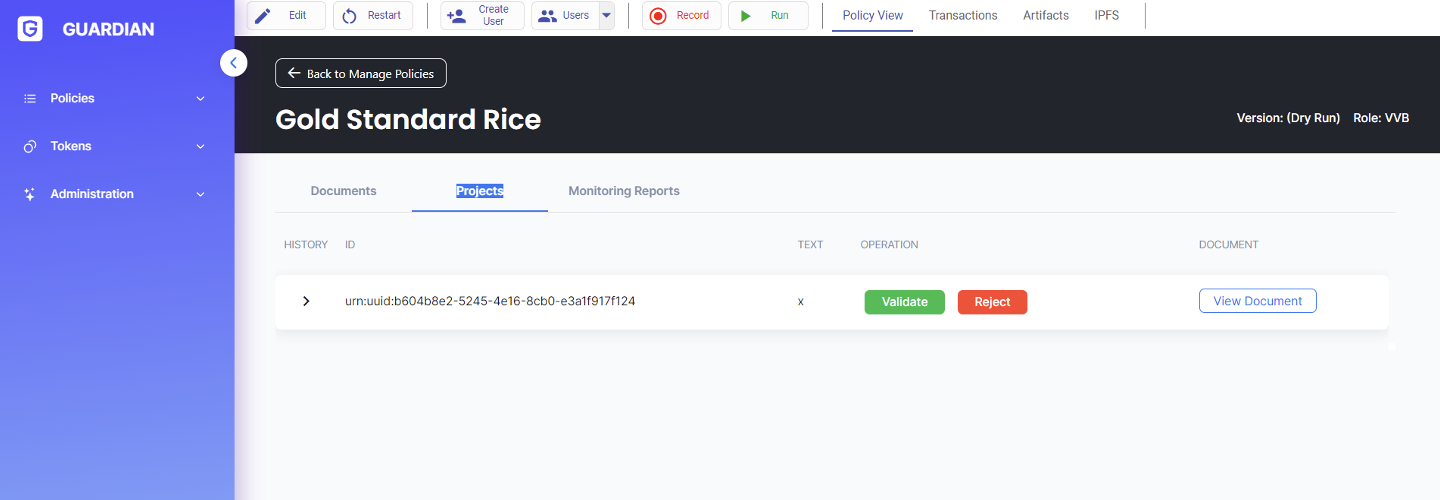 GUARDIAN
Policies
Tokens
Administration
Edit
Restart
Create
User
Users
Record
Run
Policy View
Transactions
Artifacts
IPFS
Back to Manage Policies
Gold Standard Rice
Version: (Dry Run) Role: VVB
Documents Projects Monitoring Reports
HISTORY ID TEXT OPERATION DOCUMENT
urn:uuid:b604b8e2-5245-4e16-8cb0-e3a1f917f124 x Validate Reject View Document